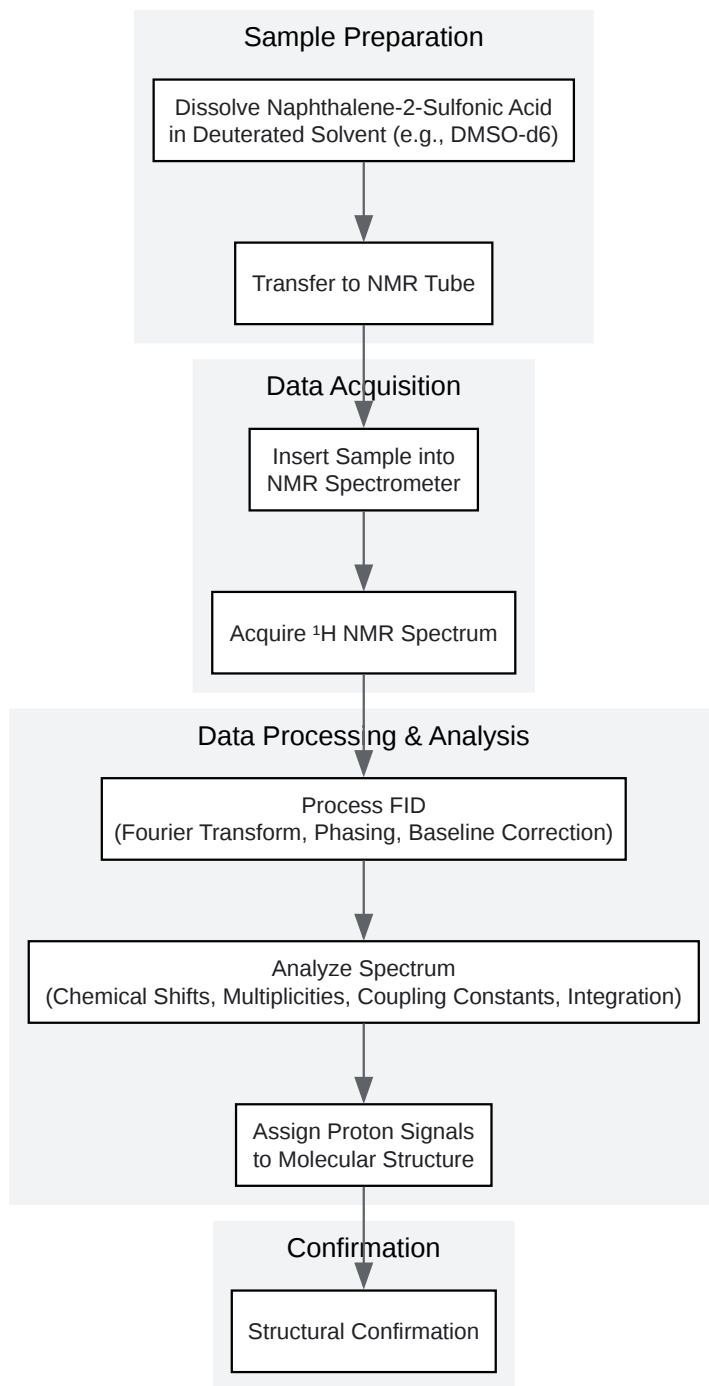 Sample Preparation
Dissolve Naphthalene-2-Sulfonic Acid
in Deuterated Solvent (e.g., DMSO-d6)
Transfer to NMR Tube
Data Acquisition
Insert Sample into
NMR Spectrometer
Acquire ¹H NMR Spectrum
Data Processing & Analysis
Process FID
(Fourier Transform, Phasing, Baseline Correction)
Analyze Spectrum
(Chemical Shifts, Multiplicities, Coupling Constants, Integration)
Assign Proton Signals
to Molecular Structure
Confirmation
Structural Confirmation